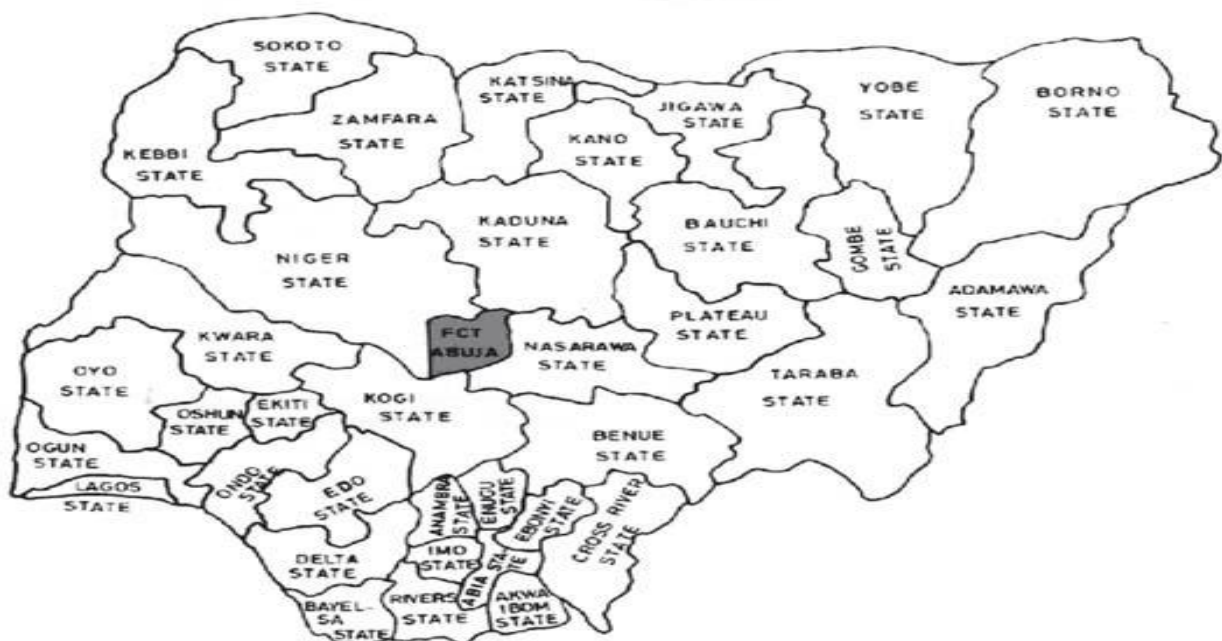 SOKOTO
STATE
KATSINA
STATE
JIGAWA
STATE
YOBE
STATE
BORNO
STATE
ZAMFARA
STATE
KANO
STATE
KEBBI
STATE
KADUNA
STATE
BAUCHI
STATE
GOMBE
STATE
NIGER
STATE
ADAMAWA
STATE
PLATEAU
STATE
FCT
ABUJA
KWARA
STATE
NASARAWA
STATE
TARABA
STATE
OYO
STATE
KOGI
STATE
OSHUN
STATE
EKITI
STATE
BENUE
STATE
OGUN
STATE
LAGOS
STATE
ONDO
STATE
EDO
STATE
ANAMBRA
STATE
ENUGU
STATE
EBONYI
STATE
CROSS RIVER
STATE
DELTA
STATE
IMO
STATE
ABIA STA-
TE
BAYEL-
SA
STATE
RIVERS
STATE
AKWA
IBOM
STATE